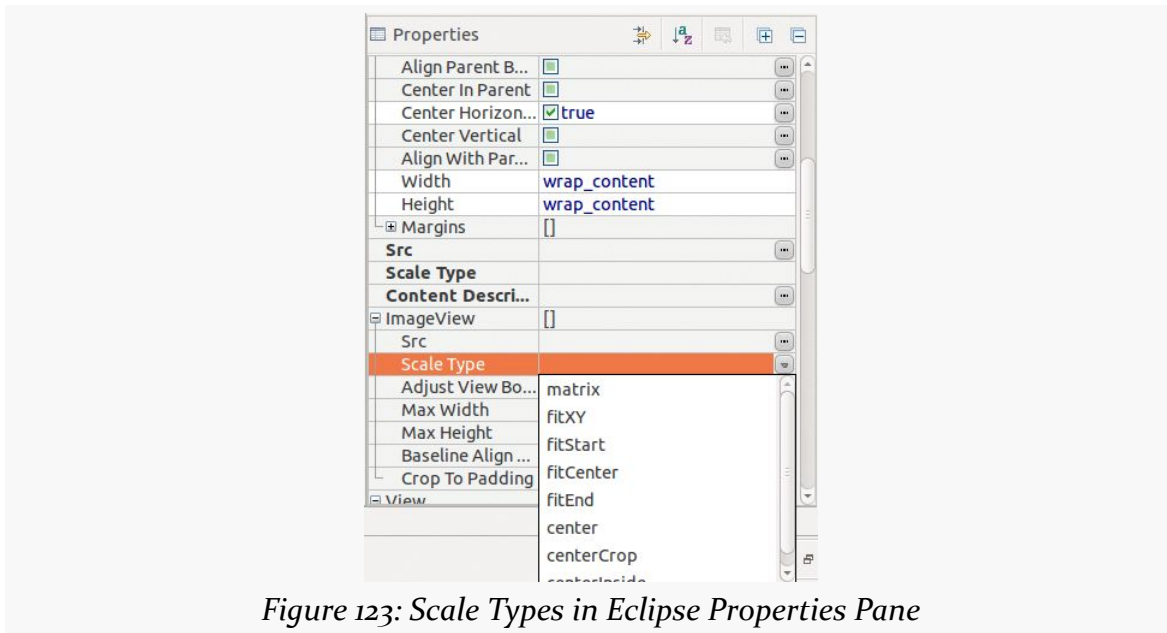 Properties
Align Parent B...
Center In Parent
Center Horizon... true
Center Vertical
Align With Par...
Width wrap_content
Height wrap_content
Margins []
Src
Scale Type
Content Descri...
ImageView []
Src
Scale Type
Adjust View Bo...
matrix
Max Width
fitXY
Max Height
fitStart
Baseline Align ...
fitCenter
Crop To Padding
fitEnd
View
center
centerCrop
centerInside
Figure 123: Scale Types in Eclipse Properties Pane